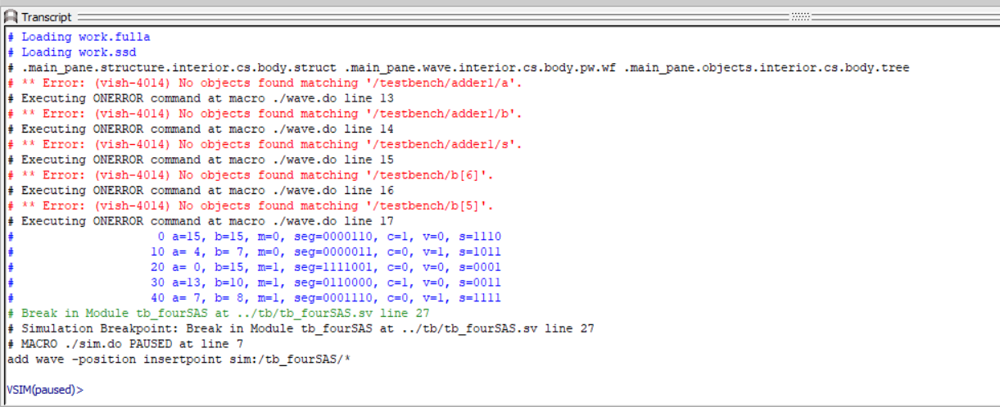 Transcript
# Loading work.fulla
# Loading work.ssd
# .main_pane.structure.interior.cs.body.struct .main_pane.wave.interior.cs.body.pw.wf .main_pane.objects.interior.cs.body.tree
# ** Error: (vish-4014) No objects found matching '/testbench/adder1/a'.
# Executing ONERROR command at macro ./wave.do line 13
# ** Error: (vish-4014) No objects found matching '/testbench/adder1/b'.
# Executing ONERROR command at macro ./wave.do line 14
# ** Error: (vish-4014) No objects found matching '/testbench/adder1/s'.
# Executing ONERROR command at macro ./wave.do line 15
# ** Error: (vish-4014) No objects found matching '/testbench/b[6]'.
# Executing ONERROR command at macro ./wave.do line 16
# ** Error: (vish-4014) No objects found matching '/testbench/b[5]'.
# Executing ONERROR command at macro ./wave.do line 17
#                    0 a=15, b=15, m=0, seg=0000110, c=1, v=0, s=1110
#                   10 a= 4, b= 7, m=0, seg=0000011, c=0, v=1, s=1011
#                   20 a= 0, b=15, m=1, seg=1111001, c=0, v=0, s=0001
#                   30 a=13, b=10, m=1, seg=0110000, c=1, v=0, s=0011
#                   40 a= 7, b= 8, m=1, seg=0001110, c=0, v=1, s=1111
# Break in Module tb_fourSAS at ../tb/tb_fourSAS.sv line 27
# Simulation Breakpoint: Break in Module tb_fourSAS at ../tb/tb_fourSAS.sv line 27
# MACRO ./sim.do PAUSED at line 7
add wave -position insertpoint sim:/tb_fourSAS/*
VSIM(paused)>